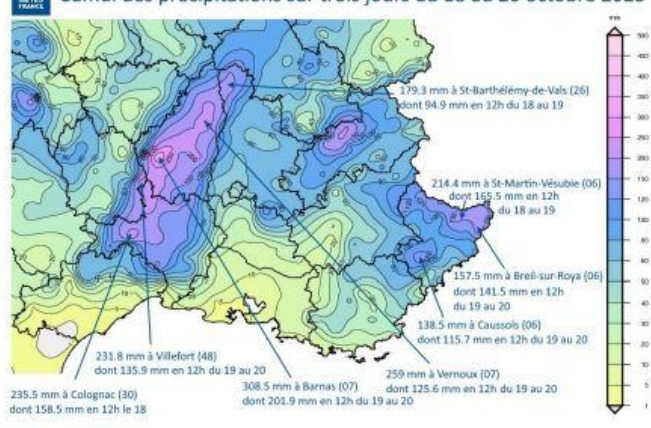 METEO
FRANCE
Cumul des précipitations sur trois jours du 18 au 20 octobre 2023
mm
179.3 mm à St-Barthélémy-de-Vals (26)
dont 94.9 mm en 12h du 18 au 19
214.4 mm à St-Martin-Vésubie (06)
dont 165.5 mm en 12h
du 18 au 19
157.5 mm à Breil-sur-Roya (06)
dont 141.5 mm en 12h
du 19 au 20
138.5 mm à Caussols (06)
dont 115.7 mm en 12h du 19 au 20
231.8 mm à Villefort (48)
dont 135.9 mm en 12h du 19 au 20
259 mm à Vernoux (07)
dont 125.6 mm en 12h du 19 au 20
308.5 mm à Barnas (07)
dont 201.9 mm en 12h du 19 au 20
235.5 mm à Colognac (30)
dont 158.5 mm en 12h le 18